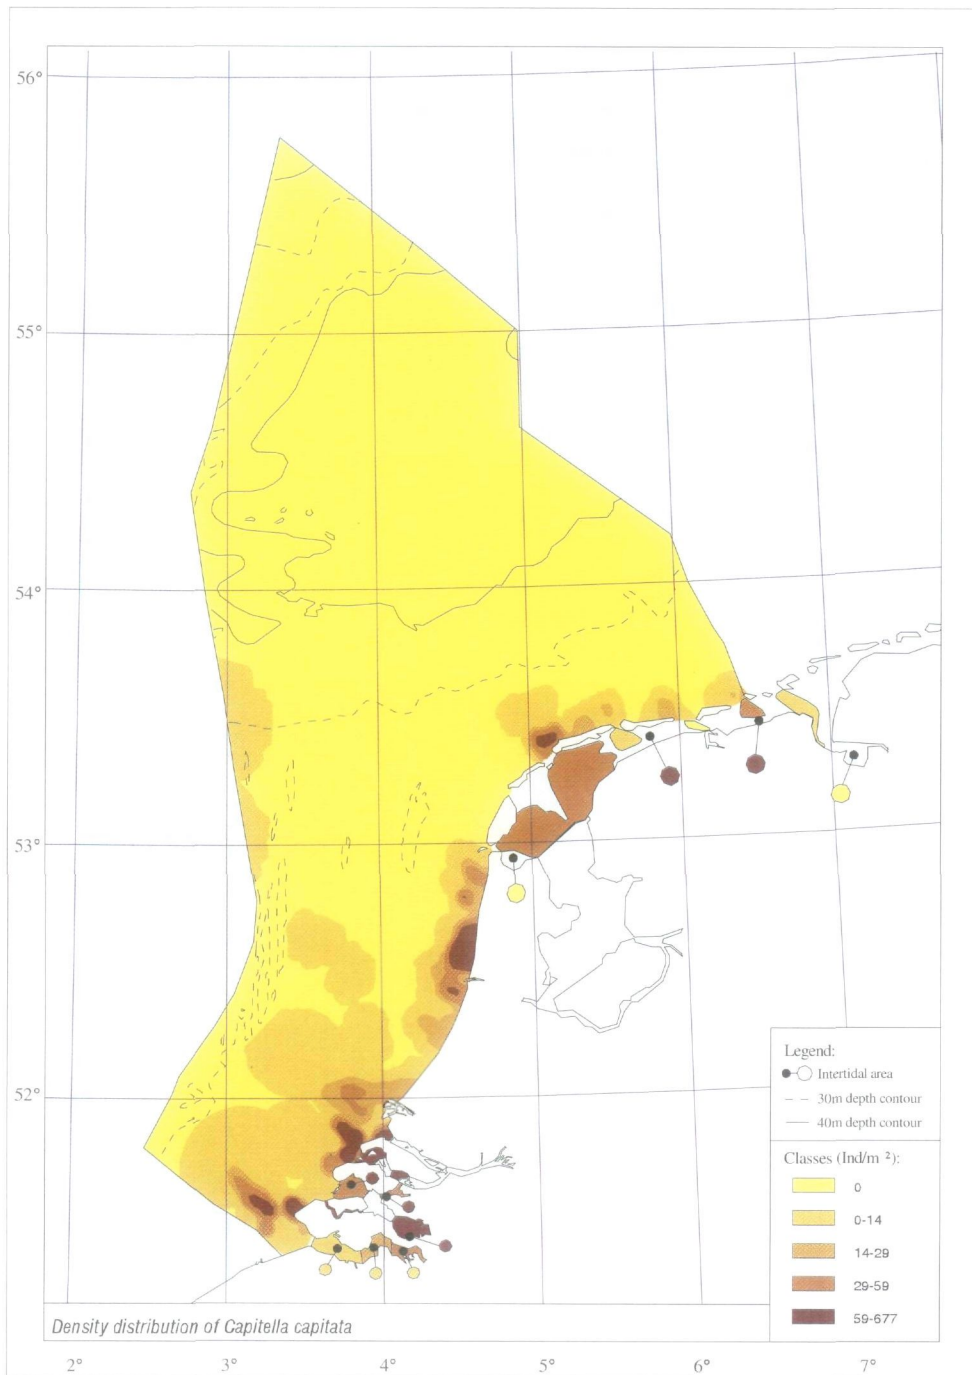 56°
55°
54°
53°
52°
Legend:
Intertidal area
30m depth contour
40m depth contour
Classes (Ind/m ²):
0
0-14
14-29
29-59
59-677
Density distribution of Capitella capitata
2°
3°
4°
5°
6°
7°